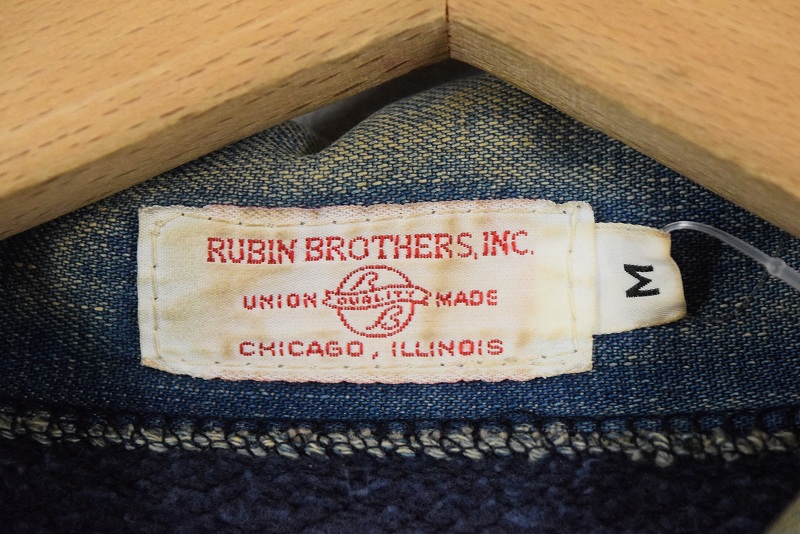 RUBIN BROTHERS, INC.
UNION QUALITY MADE
R B
CHICAGO, ILLINOIS
M